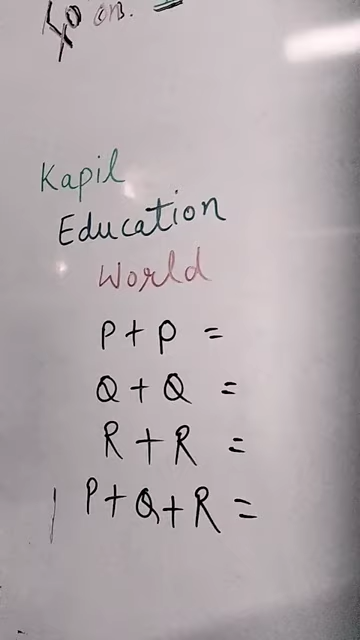 Kapil
Education
World
P + P =
Q + Q =
R + R =
P + Q + R =